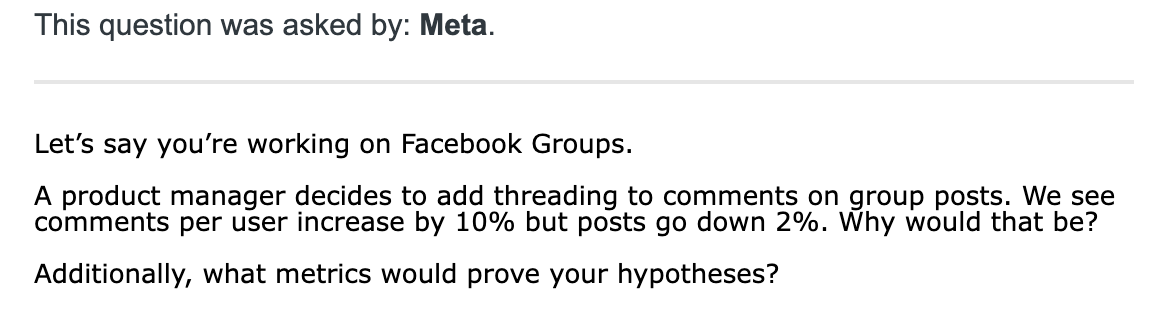 This question was asked by: Meta.
Let’s say you’re working on Facebook Groups.
A product manager decides to add threading to comments on group posts. We see
comments per user increase by 10% but posts go down 2%. Why would that be?
Additionally, what metrics would prove your hypotheses?